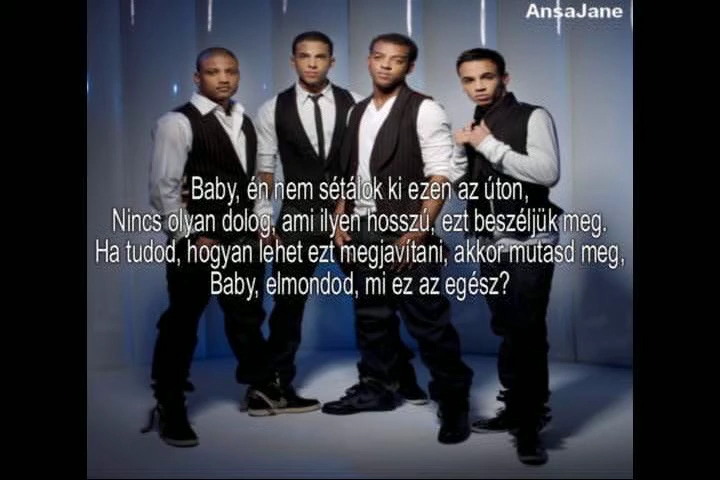 AnsaJane
Baby, én nem sétálok ki ezen az úton,
Nincs olyan dolog, ami ilyen hosszú, ezt beszéljük meg.
Ha tudod, hogyan lehet ezt megjavítani, akkor mutasd meg,
Baby, elmondod, mi ez az egész?